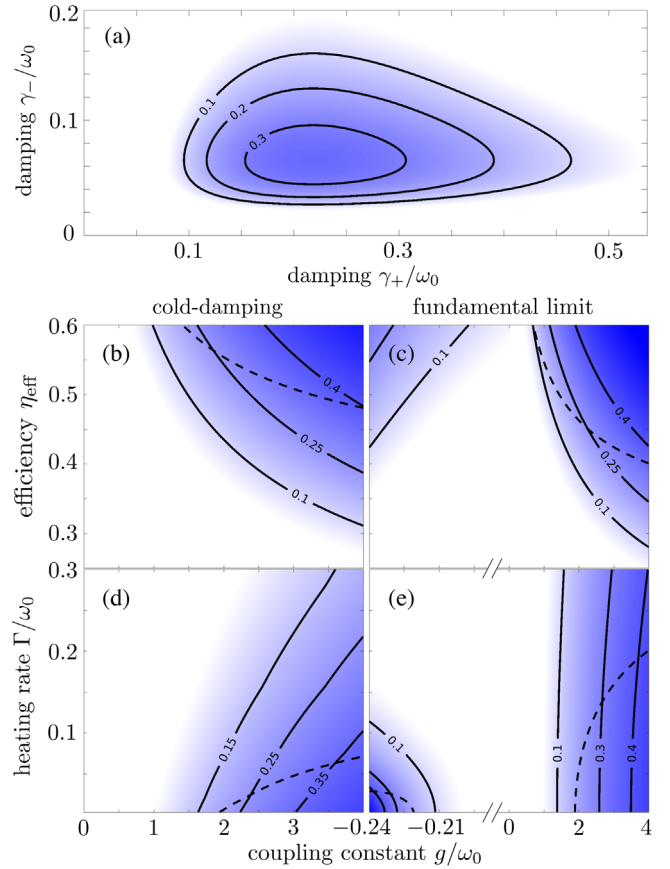 (a)
damping γ₋/ω₀
0.2
0.1
0
0.1
0.2
0.3
0.1 0.3 0.5
damping γ₊/ω₀
cold-damping fundamental limit
(b) (c)
efficiency ηeff
0.6
0.5
0.4
0.3
0.4
0.25
0.1
0.1
0.4
0.25
0.1
(d) (e)
heating rate Γ/ω₀
0.3
0.2
0.1
0.15
0.25
0.35
0.1
0.1
0.3
0.4
0 1 2 3 −0.24 −0.21 0 2 4
coupling constant g/ω₀